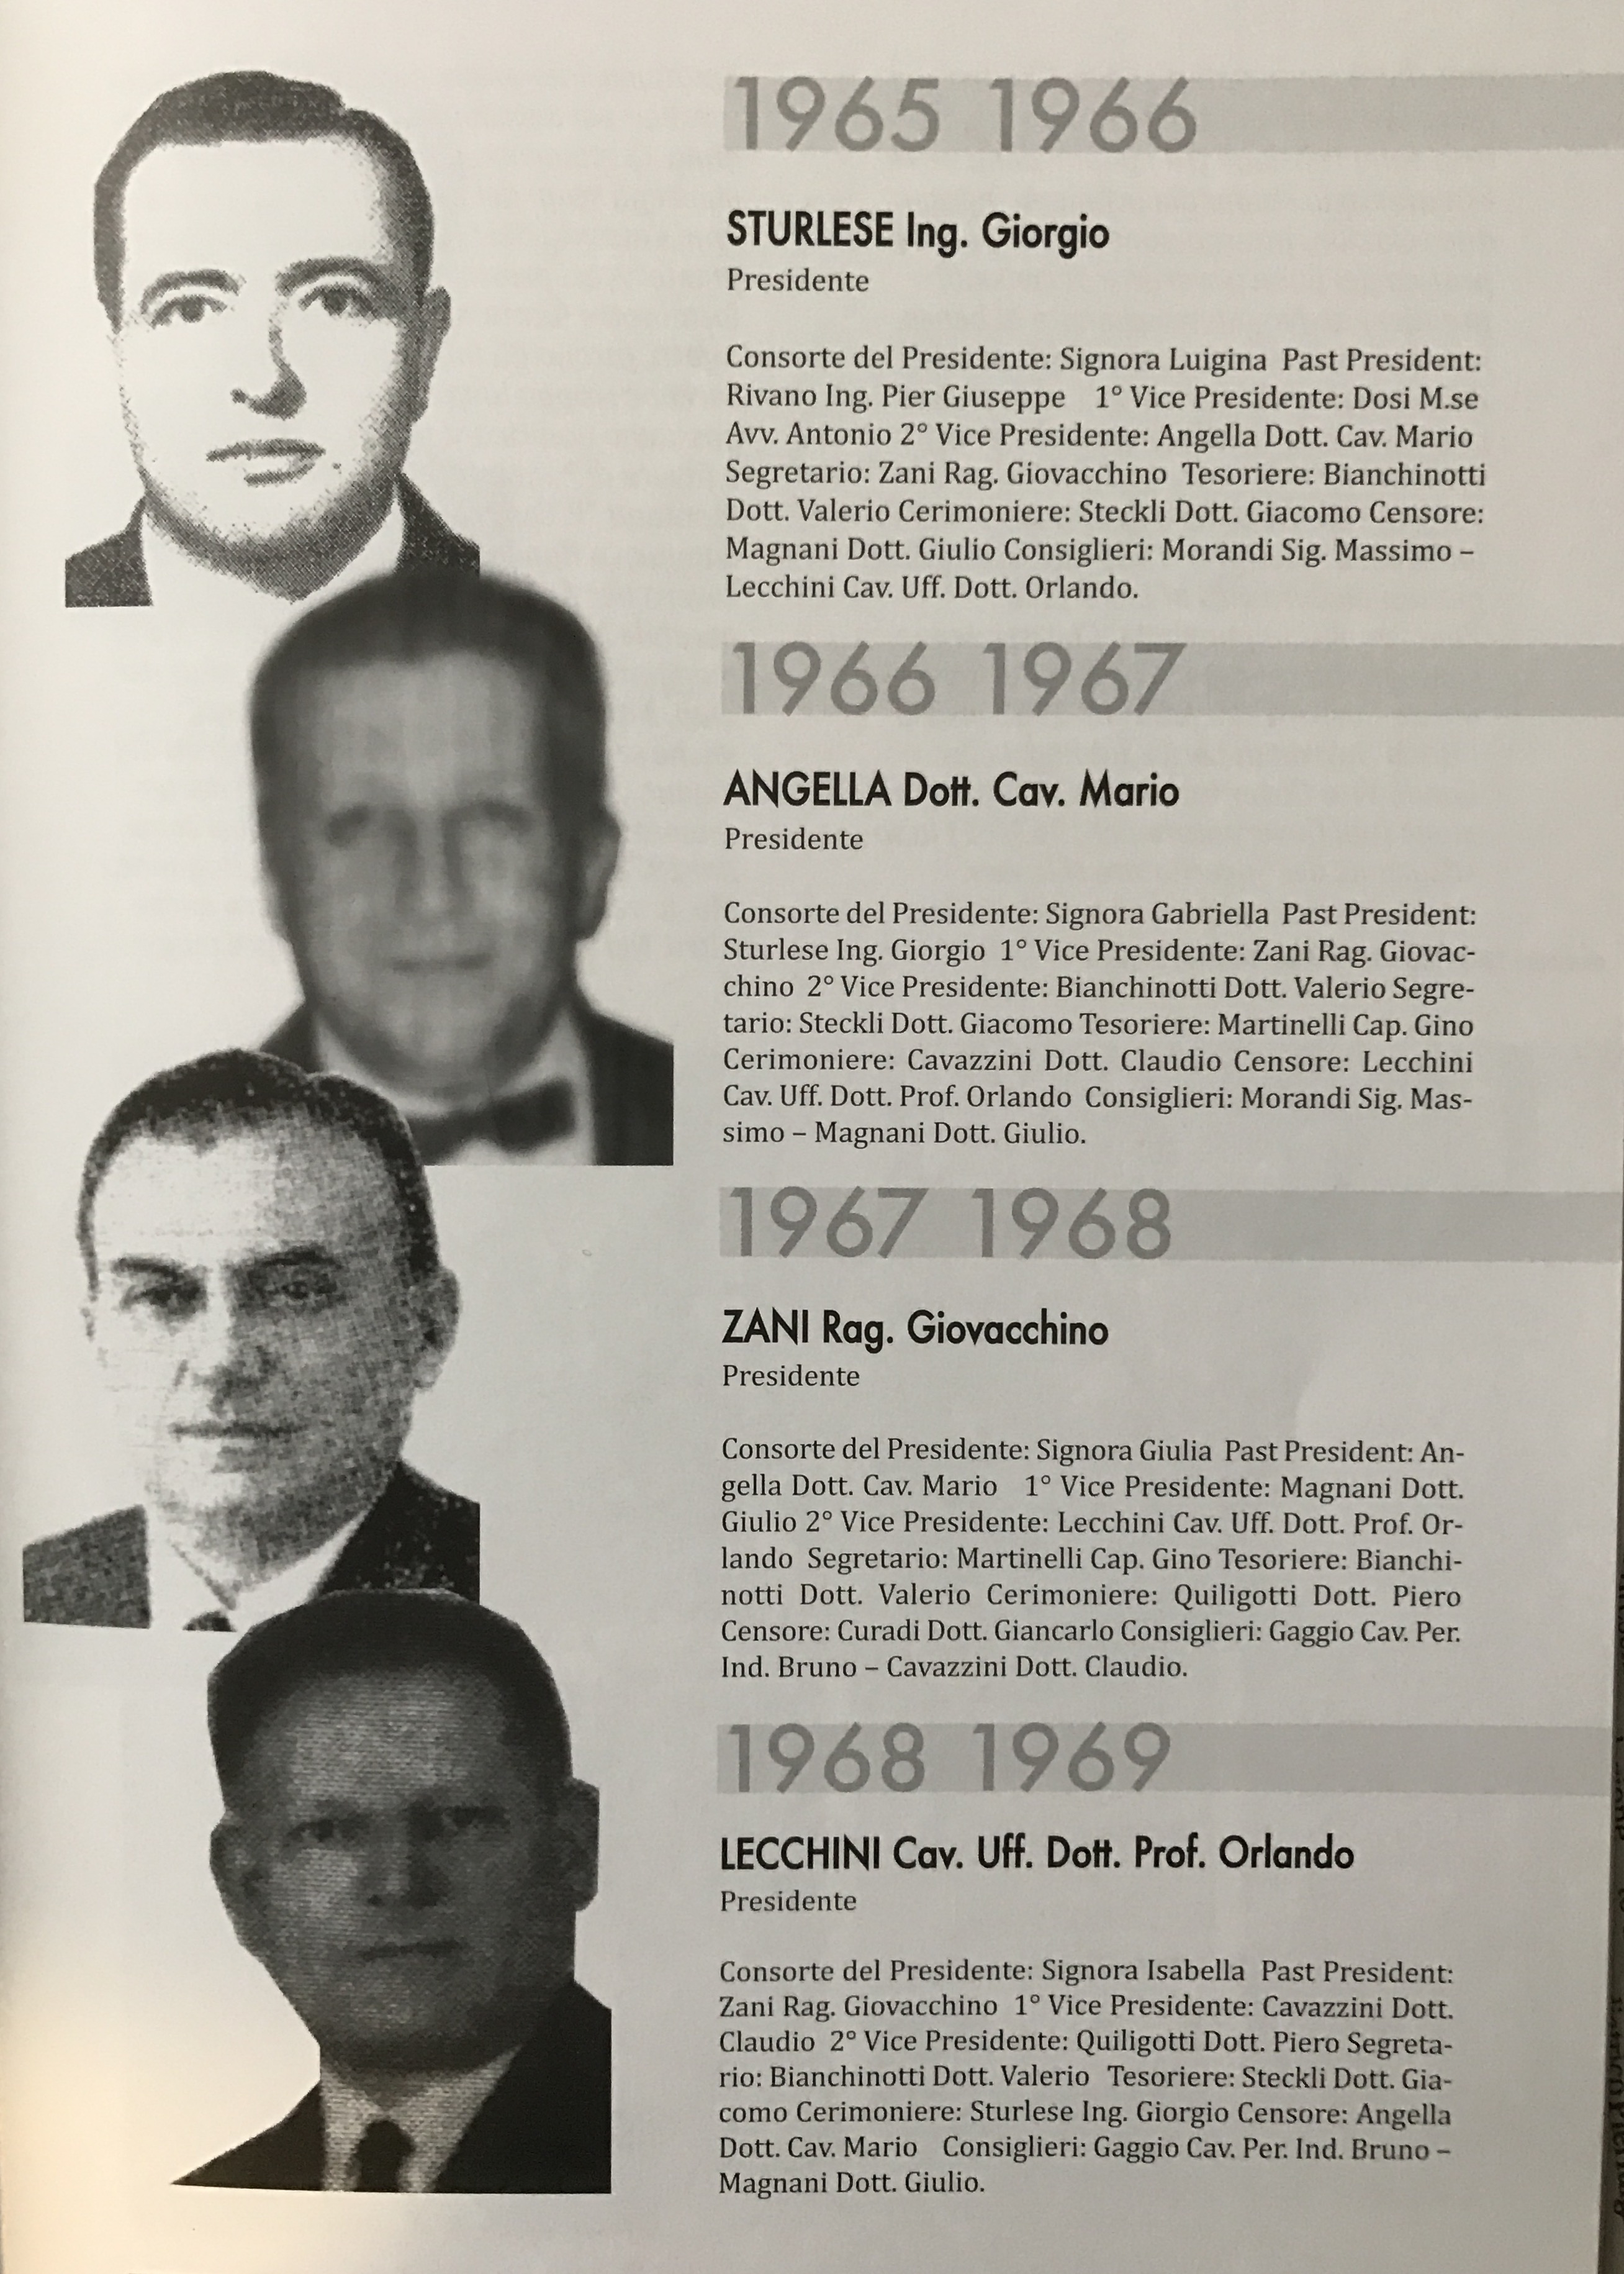 1965 1966
STURLESE Ing. Giorgio
Presidente
Consorte del Presidente: Signora Luigina Past President:
Rivano Ing. Pier Giuseppe 1° Vice Presidente: Dosi M.se
Avv. Antonio 2° Vice Presidente: Angella Dott. Cav. Mario
Segretario: Zani Rag. Giovacchino Tesoriere: Bianchinotti
Dott. Valerio Cerimoniere: Steckli Dott. Giacomo Censore:
Magnani Dott. Giulio Consiglieri: Morandi Sig. Massimo –
Lecchini Cav. Uff. Dott. Orlando.
1966 1967
ANGELLA Dott. Cav. Mario
Presidente
Consorte del Presidente: Signora Gabriella Past President:
Sturlese Ing. Giorgio 1° Vice Presidente: Zani Rag. Giovac-
chino 2° Vice Presidente: Bianchinotti Dott. Valerio Segre-
tario: Steckli Dott. Giacomo Tesoriere: Martinelli Cap. Gino
Cerimoniere: Cavazzini Dott. Claudio Censore: Lecchini
Cav. Uff. Dott. Prof. Orlando Consiglieri: Morandi Sig. Mas-
simo – Magnani Dott. Giulio.
1967 1968
ZANI Rag. Giovacchino
Presidente
Consorte del Presidente: Signora Giulia Past President: An-
gella Dott. Cav. Mario 1° Vice Presidente: Magnani Dott.
Giulio 2° Vice Presidente: Lecchini Cav. Uff. Dott. Prof. Or-
lando Segretario: Martinelli Cap. Gino Tesoriere: Bianchi-
notti Dott. Valerio Cerimoniere: Quiligotti Dott. Piero
Censore: Curadi Dott. Giancarlo Consiglieri: Gaggio Cav. Per.
Ind. Bruno – Cavazzini Dott. Claudio.
1968 1969
LECCHINI Cav. Uff. Dott. Prof. Orlando
Presidente
Consorte del Presidente: Signora Isabella Past President:
Zani Rag. Giovacchino 1° Vice Presidente: Cavazzini Dott.
Claudio 2° Vice Presidente: Quiligotti Dott. Piero Segreta-
rio: Bianchinotti Dott. Valerio Tesoriere: Steckli Dott. Gia-
como Cerimoniere: Sturlese Ing. Giorgio Censore: Angella
Dott. Cav. Mario Consiglieri: Gaggio Cav. Per. Ind. Bruno –
Magnani Dott. Giulio.